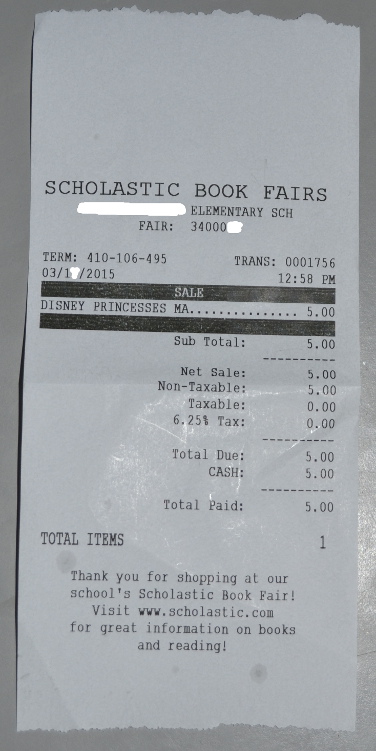 SCHOLASTIC BOOK FAIRS
ELEMENTARY SCH
FAIR: 34000
TERM: 410-106-495 TRANS: 0001756
03/1 /2015 12:58 PM
SALE
DISNEY PRINCESSES MA............... 5.00
Sub Total: 5.00
----------
Net Sale: 5.00
Non-Taxable: 5.00
Taxable: 0.00
6.25% Tax: 0.00
----------
Total Due: 5.00
CASH: 5.00
----------
Total Paid: 5.00
TOTAL ITEMS 1
Thank you for shopping at our
school's Scholastic Book Fair!
Visit www.scholastic.com
for great information on books
and reading!